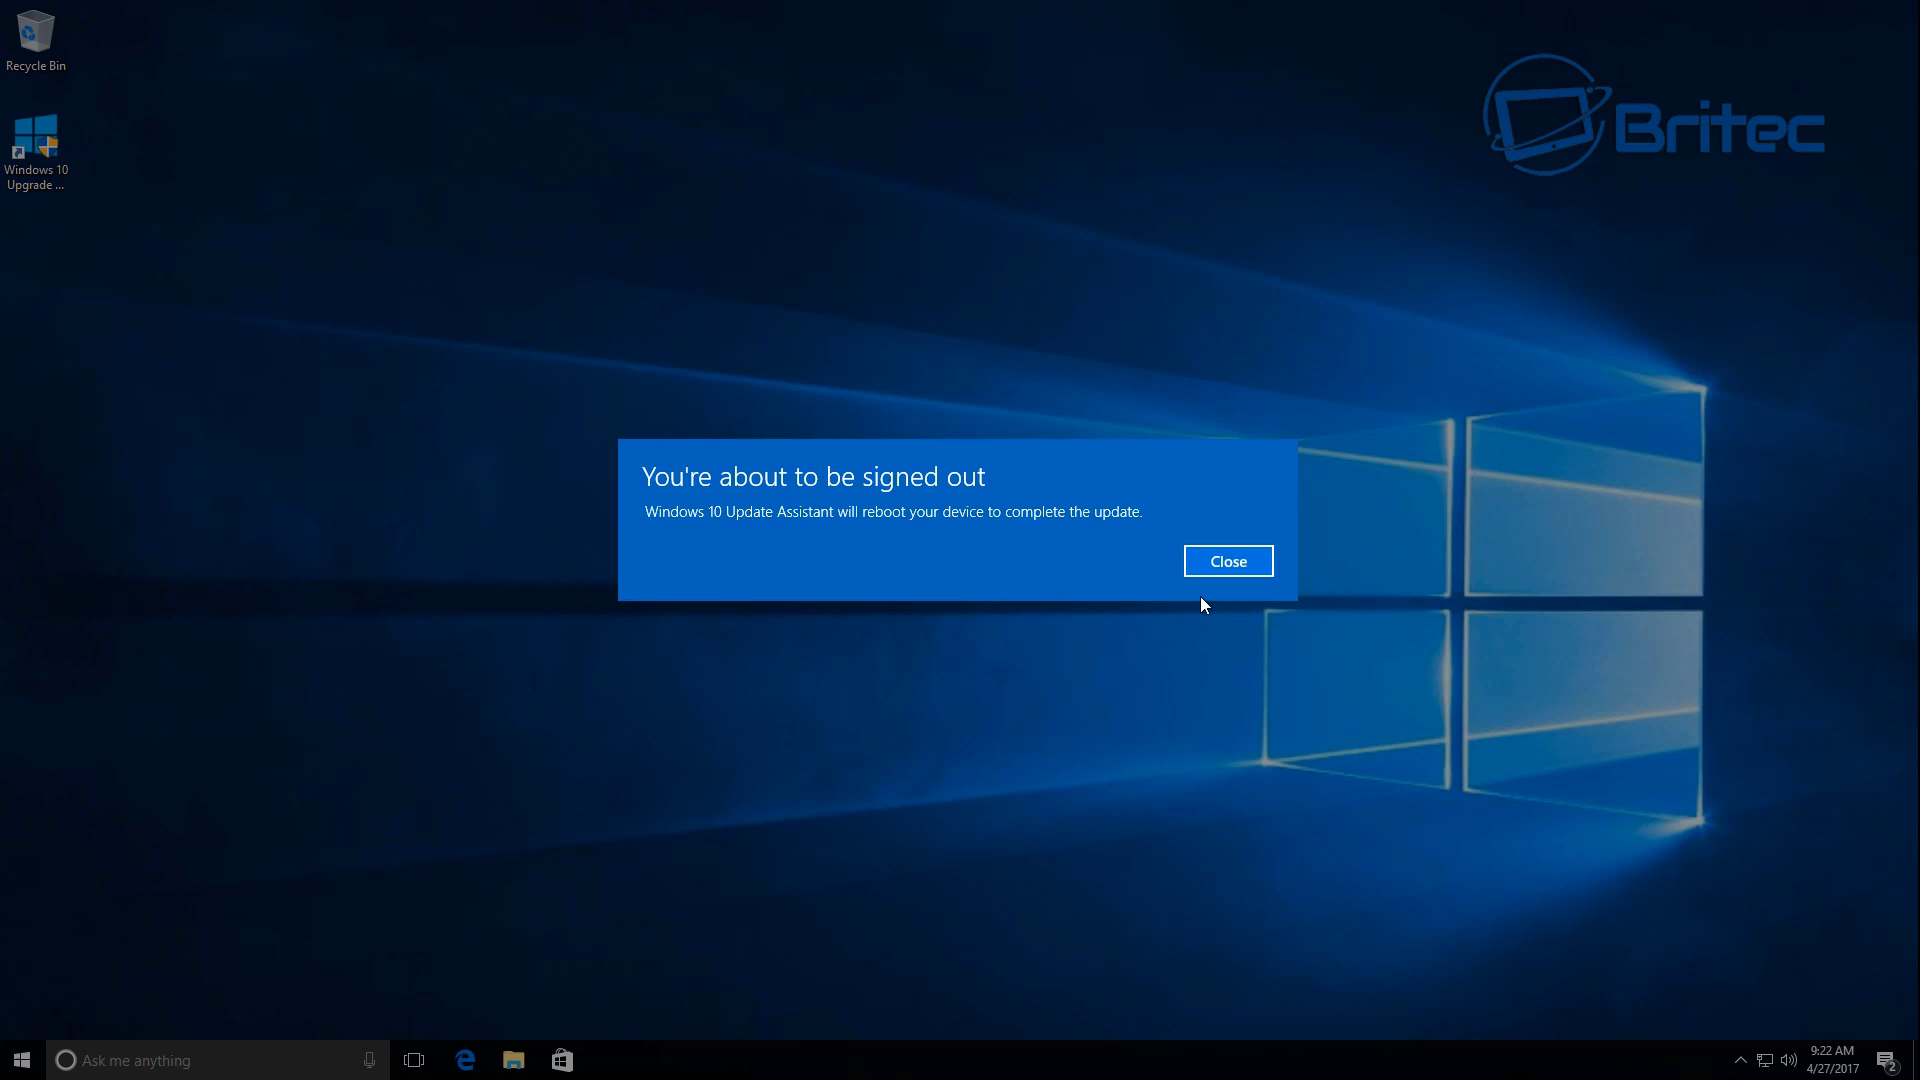 Recycle Bin
Britec
Windows 10
Upgrade ...
You're about to be signed out
Windows 10 Update Assistant will reboot your device to complete the update.
Close
Ask me anything
9:22 AM
4/27/2017
2